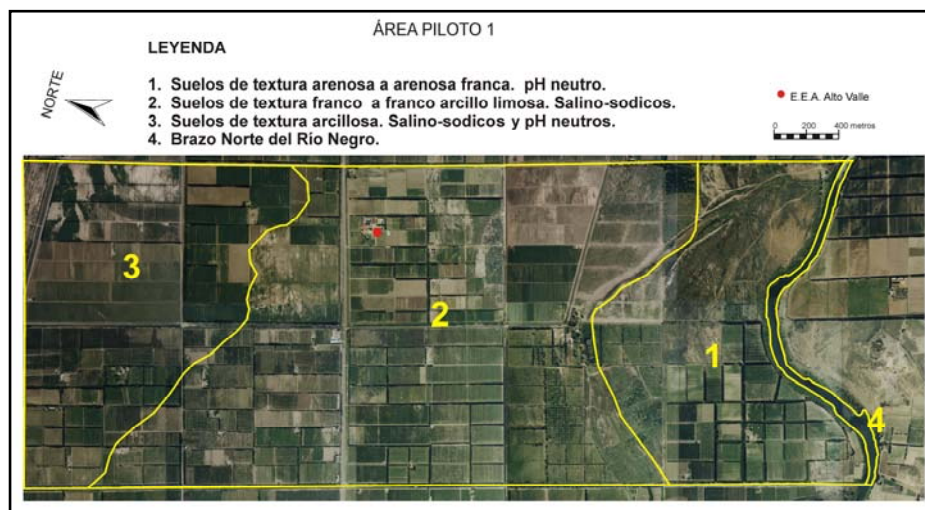 ÁREA PILOTO 1
LEYENDA
NORTE
1. Suelos de textura arenosa a arenosa franca. pH neutro.
2. Suelos de textura franco a franco arcillo limosa. Salino-sodicos.
3. Suelos de textura arcillosa. Salino-sodicos y pH neutros.
4. Brazo Norte del Río Negro.
E.E.A. Alto Valle
0 200 400 metros
3
2
1
4